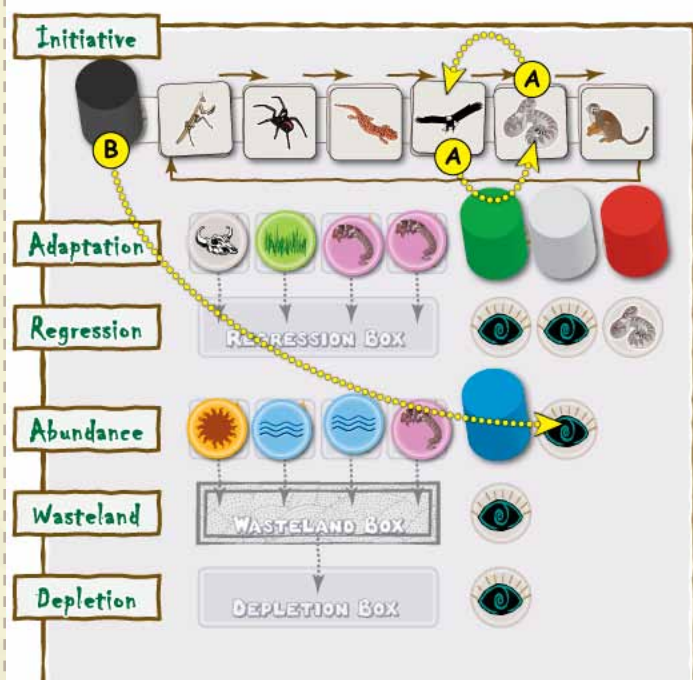 Initiative
A
B
A
Adaptation
Regression
Regression Box
Abundance
Wasteland
Wasteland Box
Depletion
Depletion Box